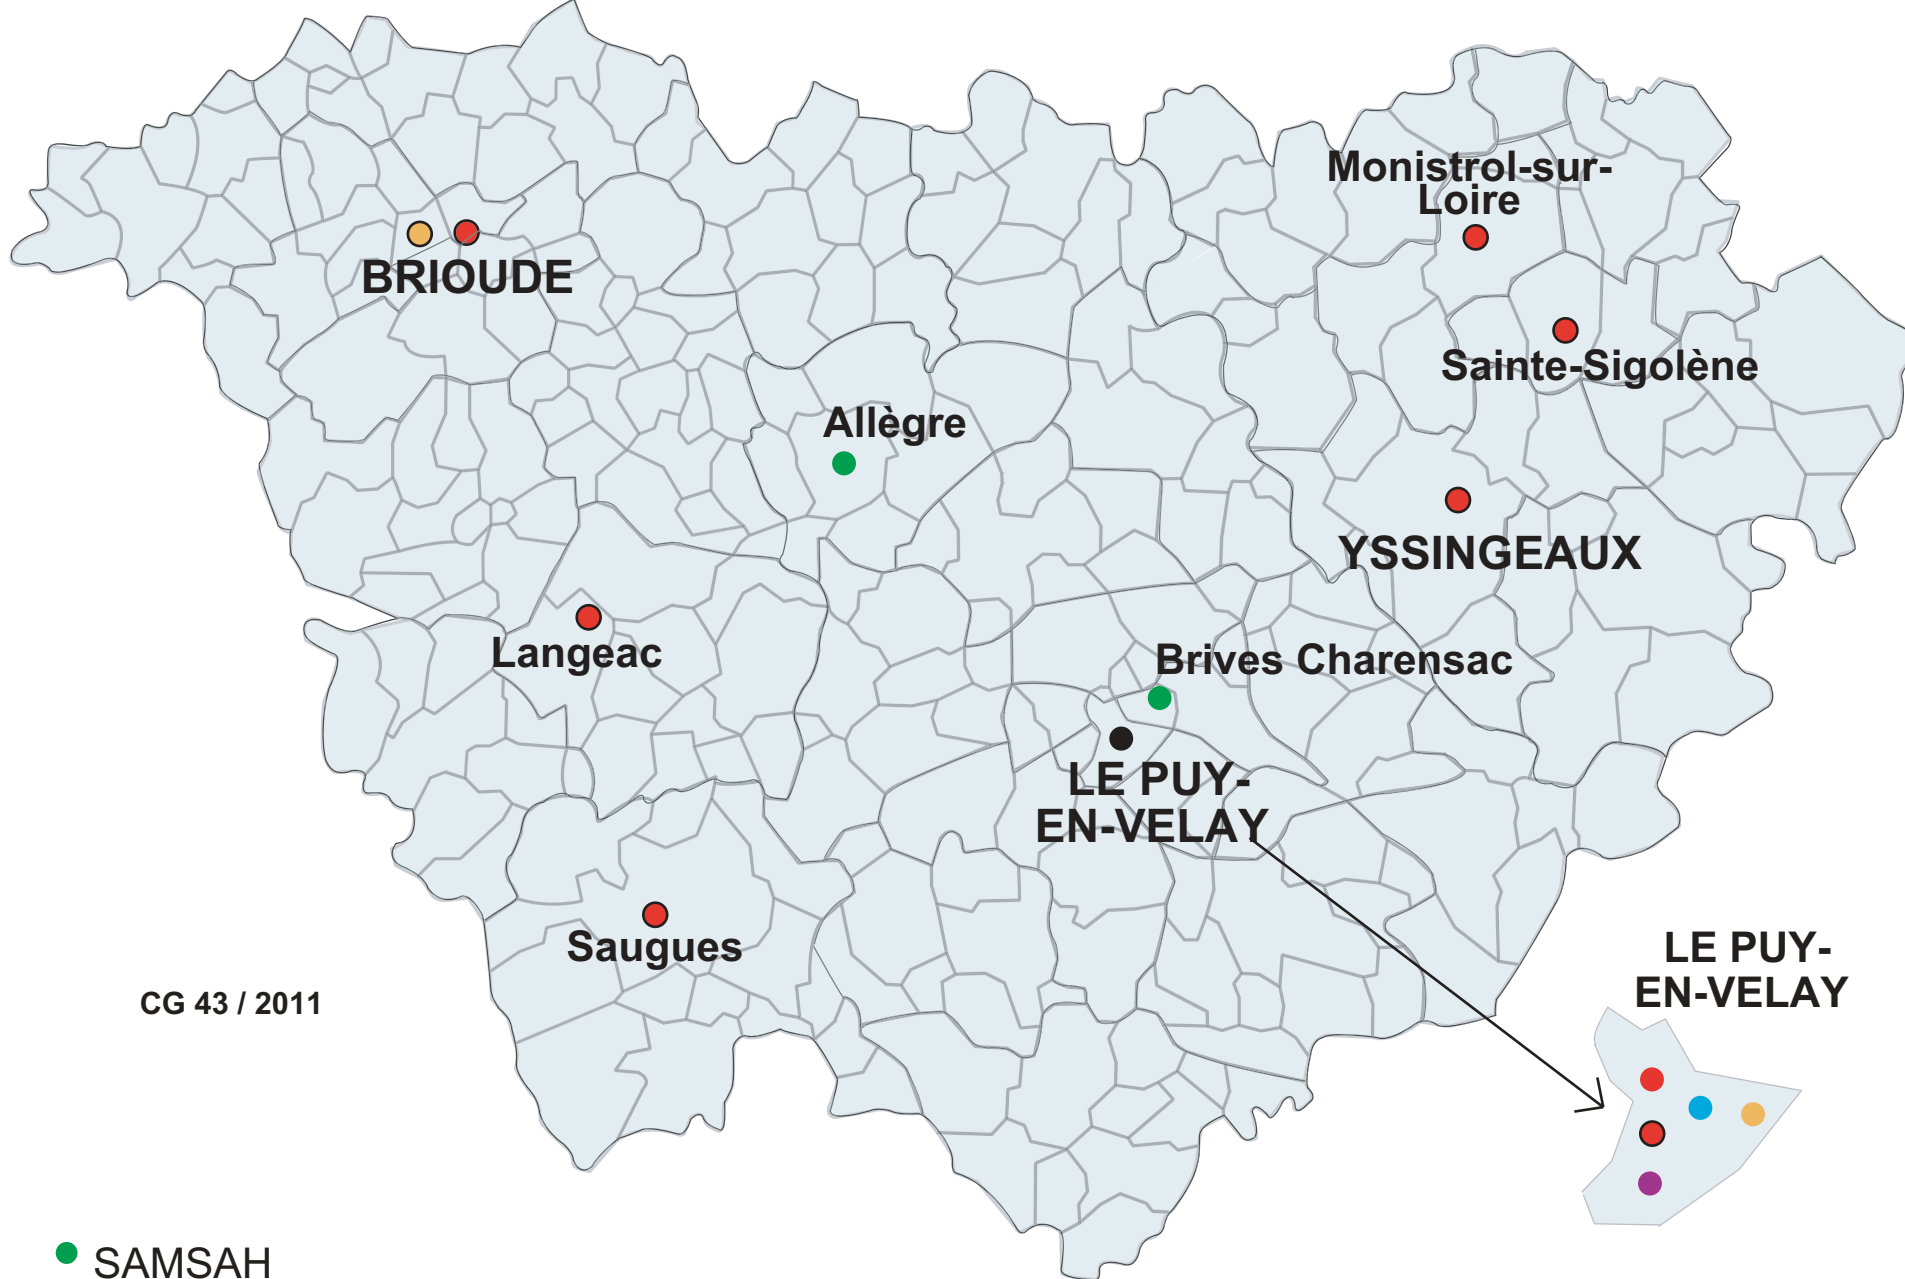 Monistrol-sur-
Loire
BRIOUDE
Sainte-Sigolène
Allègre
YSSINGEAUX
Langeac
Brives Charensac
LE PUY-
EN-VELAY
Saugues
LE PUY-
EN-VELAY
CG 43 / 2011
SAMSAH